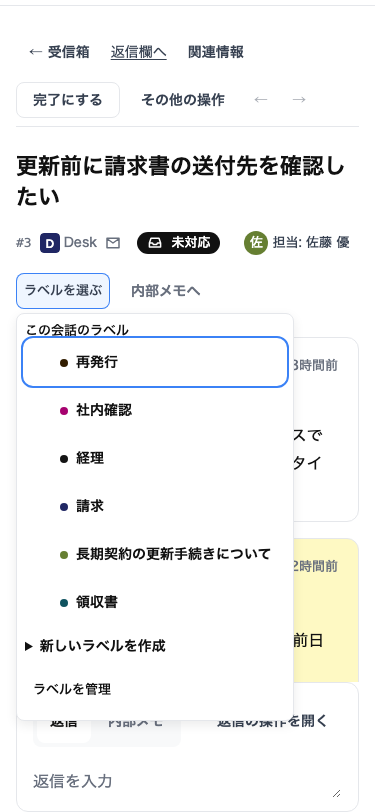 ← 受信箱 返信欄へ 関連情報
完了にする その他の操作 ← →
更新前に請求書の送付先を確認し
たい
#3 D Desk 未対応 佐 担当: 佐藤 優
ラベルを選ぶ 内部メモへ
この会話のラベル
再発行
3時間前
社内確認
スで
経理
タイ
請求
長期契約の更新手続きについて
2時間前
領収書
新しいラベルを作成
前日
ラベルを管理
返信 内部メモ 返信の操作を開く
返信を入力